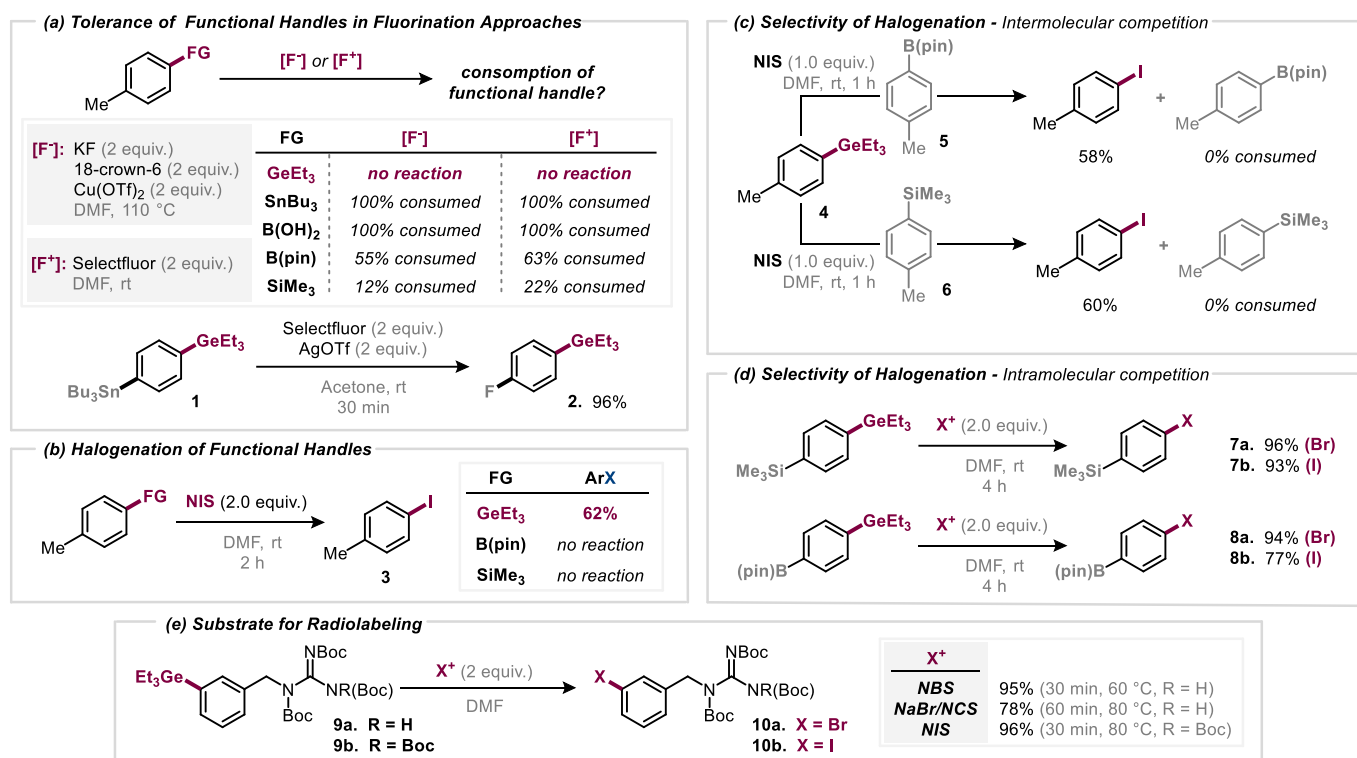 (a) Tolerance of Functional Handles in Fluorination Approaches
FG
Me
[F⁻] or [F⁺]
consomption of
functional handle?
[F⁻]: KF (2 equiv.)
18-crown-6 (2 equiv.)
Cu(OTf)₂ (2 equiv.)
DMF, 110 °C
[F⁺]: Selectfluor (2 equiv.)
DMF, rt
FG [F⁻] [F⁺]
GeEt₃ no reaction no reaction
SnBu₃ 100% consumed 100% consumed
B(OH)₂ 100% consumed 100% consumed
B(pin) 55% consumed 63% consumed
SiMe₃ 12% consumed 22% consumed
GeEt₃
Bu₃Sn
1
Selectfluor (2 equiv.)
AgOTf (2 equiv.)
Acetone, rt
30 min
GeEt₃
F
2. 96%
(b) Halogenation of Functional Handles
FG
Me
NIS (2.0 equiv.)
DMF, rt
2 h
I
Me
3
FG ArX
GeEt₃ 62%
B(pin) no reaction
SiMe₃ no reaction
(c) Selectivity of Halogenation - Intermolecular competition
NIS (1.0 equiv.)
DMF, rt, 1 h
B(pin)
Me
5
GeEt₃
Me
4
I
Me
58%
+
B(pin)
Me
0% consumed
NIS (1.0 equiv.)
DMF, rt, 1 h
SiMe₃
Me
6
I
Me
60%
+
SiMe₃
Me
0% consumed
(d) Selectivity of Halogenation - Intramolecular competition
GeEt₃
Me₃Si
X⁺ (2.0 equiv.)
DMF, rt
4 h
X
Me₃Si
7a. 96% (Br)
7b. 93% (I)
GeEt₃
(pin)B
X⁺ (2.0 equiv.)
DMF, rt
4 h
X
(pin)B
8a. 94% (Br)
8b. 77% (I)
(e) Substrate for Radiolabeling
Et₃Ge
NBoc
N
NR(Boc)
Boc
9a. R = H
9b. R = Boc
X⁺ (2 equiv.)
DMF
X
NBoc
N
NR(Boc)
Boc
10a. X = Br
10b. X = I
X⁺
NBS 95% (30 min, 60 °C, R = H)
NaBr/NCS 78% (60 min, 80 °C, R = H)
NIS 96% (30 min, 80 °C, R = Boc)